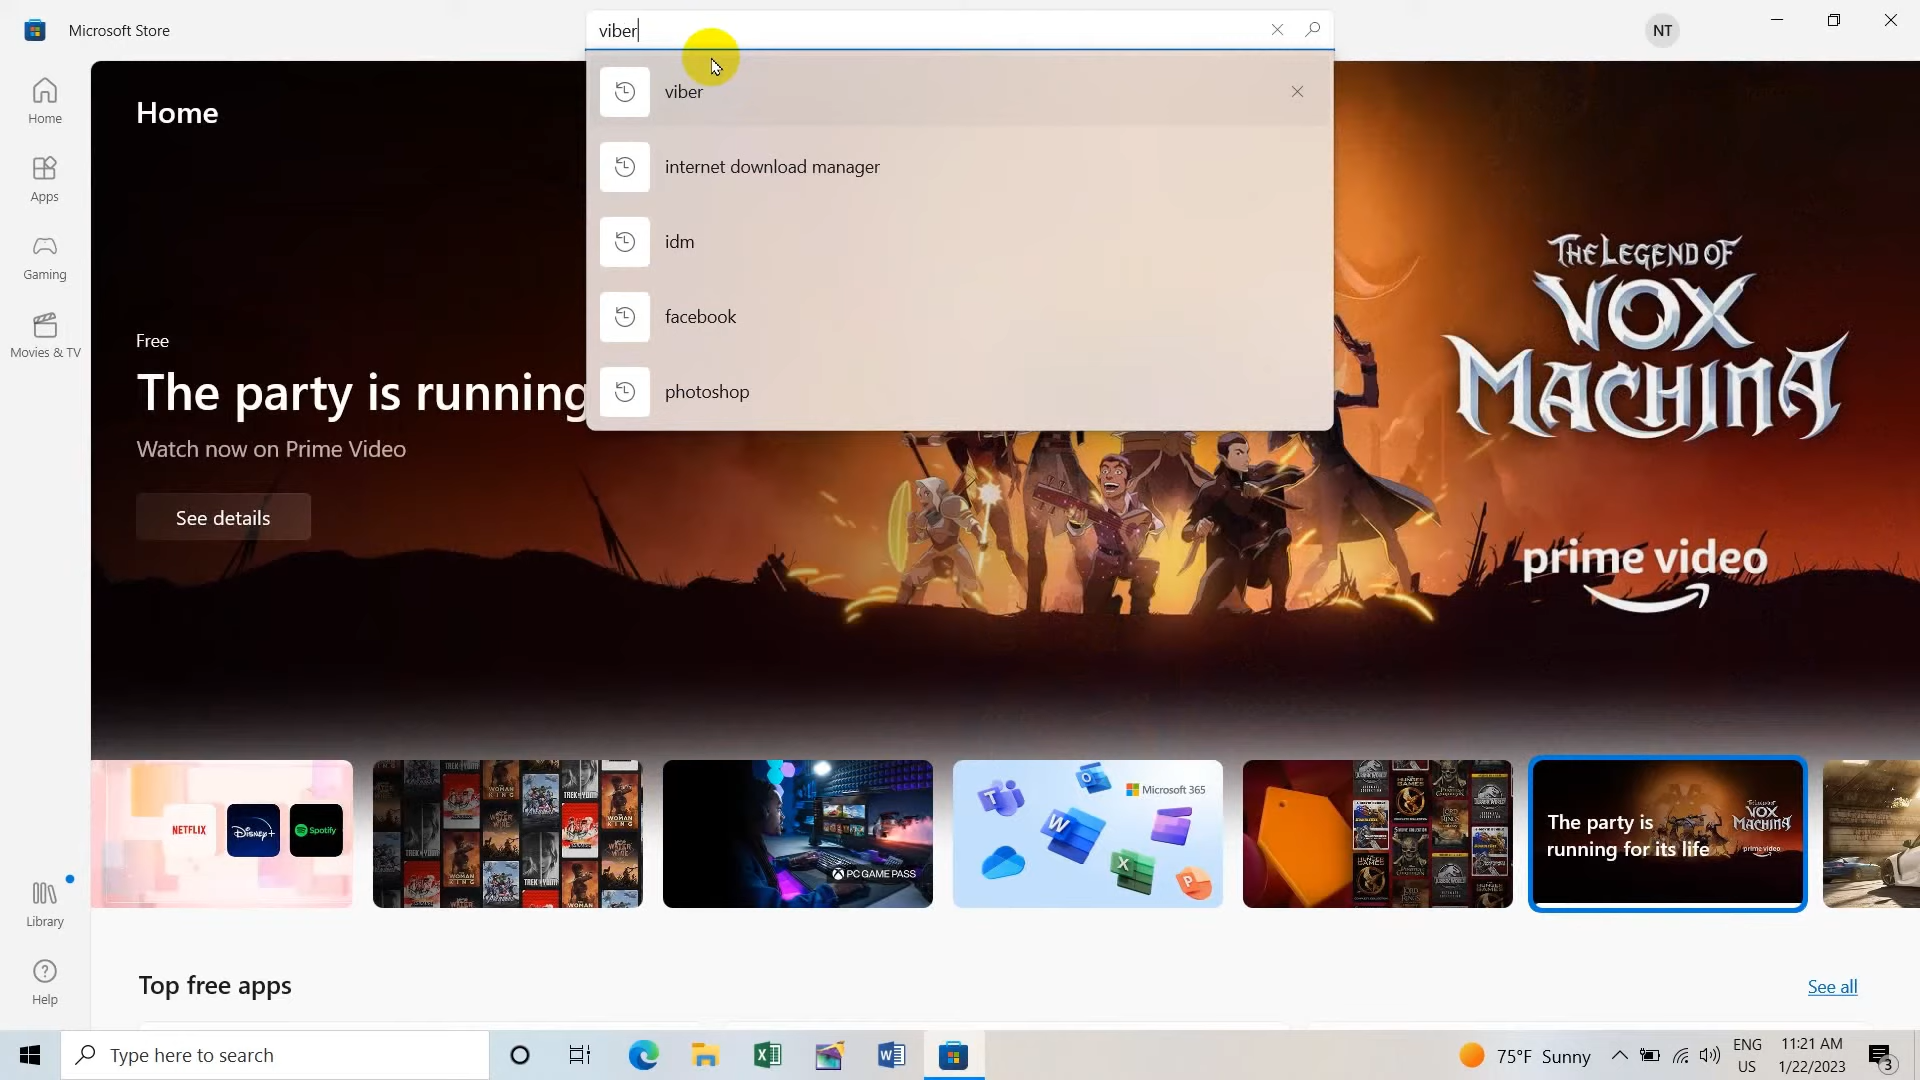 Microsoft Store
viber
NT
Home
Apps
Gaming
Movies & TV
Library
Help
Home
viber
internet download manager
idm
facebook
photoshop
Free
The party is running
Watch now on Prime Video
See details
THE LEGEND OF
VOX
MACHINA
prime video
NETFLIX
Disney+
Spotify
PC GAME PASS
Microsoft 365
The party is
running for its life
THE LEGEND OF
VOX
MACHINA
prime video
Top free apps
See all
Type here to search
75°F Sunny
ENG
US
11:21 AM
1/22/2023
3